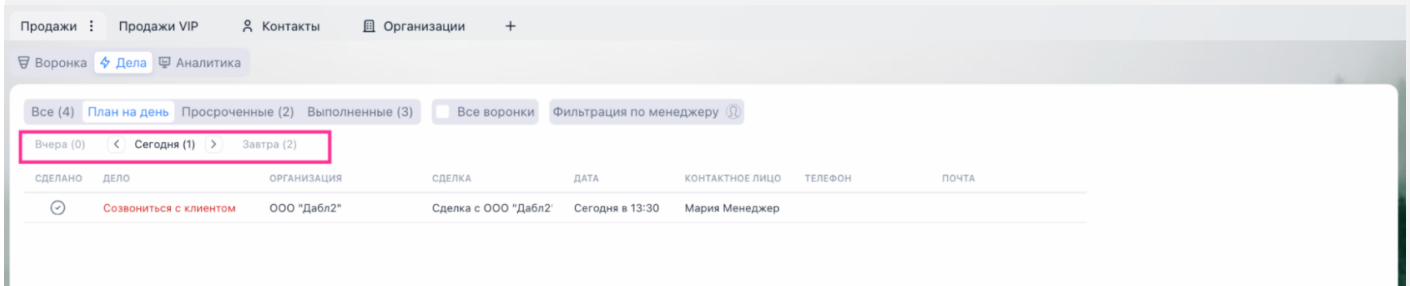 Продажи Продажи VIP Контакты Организации +
Воронка Дела Аналитика
Все (4) План на день Просроченные (2) Выполненные (3) Все воронки Фильтрация по менеджеру
Вчера (0) < Сегодня (1) > Завтра (2)
СДЕЛАНО ДЕЛО ОРГАНИЗАЦИЯ СДЕЛКА ДАТА КОНТАКТНОЕ ЛИЦО ТЕЛЕФОН ПОЧТА
Созвониться с клиентом ООО "Дабл2" Сделка с ООО "Дабл2' Сегодня в 13:30 Мария Менеджер